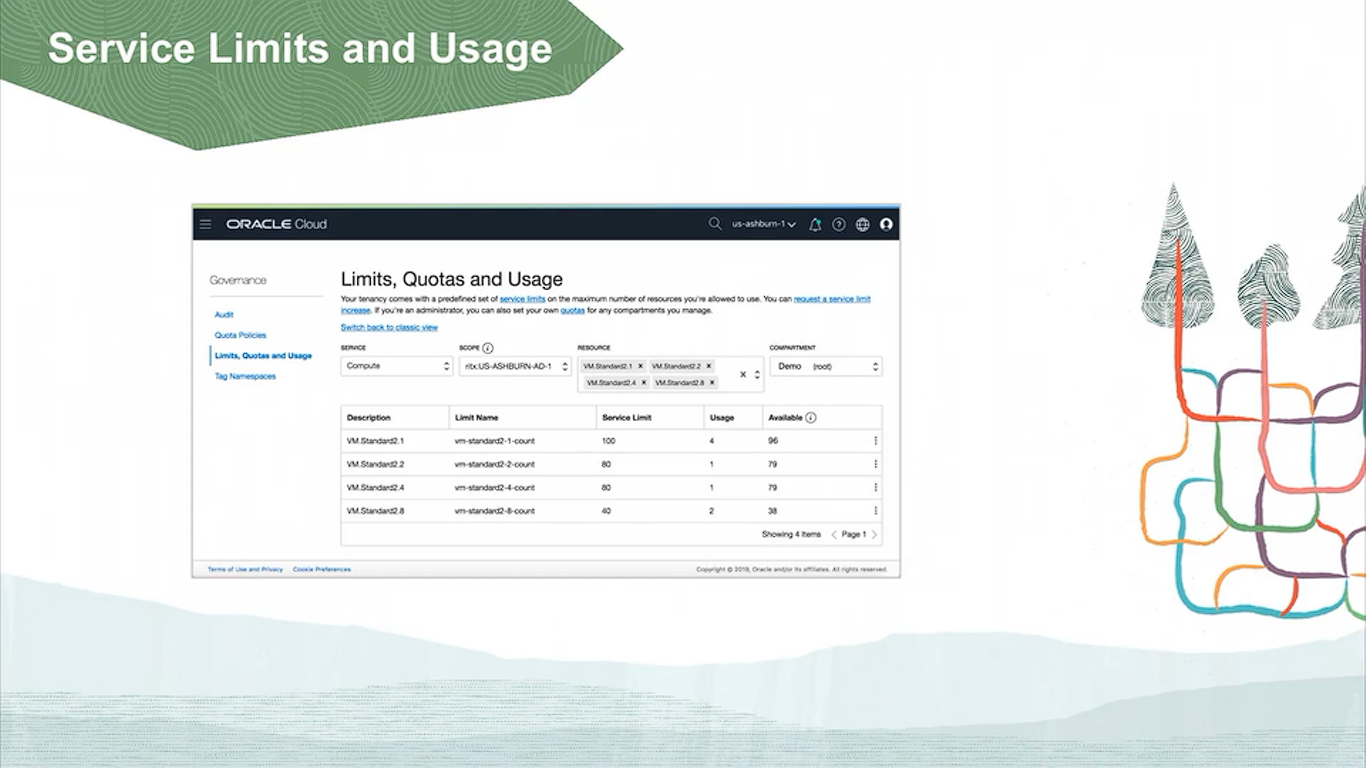 Service Limits and Usage
ORACLE Cloud
us-ashburn-1
Governance
Audit
Quota Policies
Limits, Quotas and Usage
Tag Namespaces
Limits, Quotas and Usage
Your tenancy comes with a predefined set of service limits on the maximum number of resources you're allowed to use. You can request a service limit
increase. If you're an administrator, you can also set your own quotas for any compartments you manage.
Switch back to classic view
SERVICE SCOPE RESOURCE COMPARTMENT
Compute ritx:US-ASHBURN-AD-1 VM.Standard2.1 x VM.Standard2.2 x Demo (root)
VM.Standard2.4 x VM.Standard2.8 x
Description Limit Name Service Limit Usage Available
VM.Standard2.1 vm-standard2-1-count 100 4 96
VM.Standard2.2 vm-standard2-2-count 80 1 79
VM.Standard2.4 vm-standard2-4-count 80 1 79
VM.Standard2.8 vm-standard2-8-count 40 2 38
Showing 4 Items < Page 1 >
Terms of Use and Privacy Cookie Preferences Copyright © 2019, Oracle and/or its affiliates. All rights reserved.